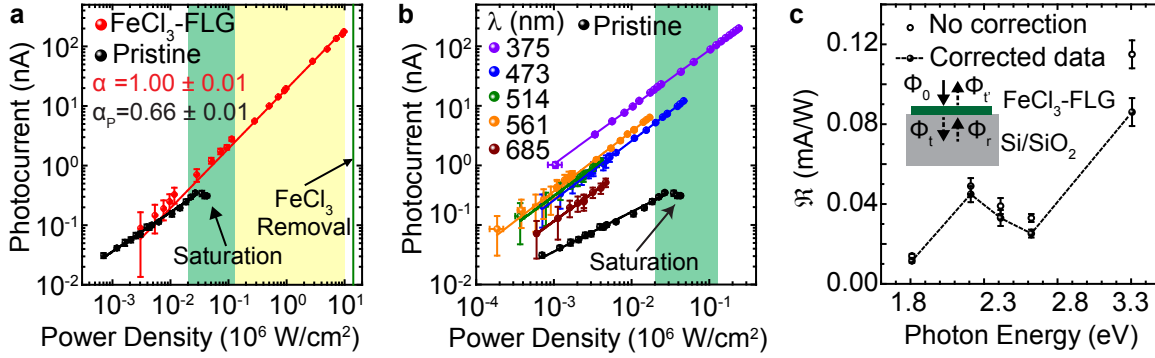 a
FeCl₃-FLG
Pristine
α =1.00 ± 0.01
αP=0.66 ± 0.01
FeCl₃
Removal
Saturation
Photocurrent (nA)
10² 
10¹
10⁰
10⁻¹
10⁻²
10⁻³ 10⁻² 10⁻¹ 10⁰ 10¹
Power Density (10⁶ W/cm²)
b
λ (nm)
Pristine
375
473
514
561
685
Saturation
Photocurrent (nA)
10²
10¹
10⁰
10⁻¹
10⁻²
10⁻⁴ 10⁻³ 10⁻² 10⁻¹
Power Density (10⁶ W/cm²)
c
No correction
Corrected data
Φ₀ Φt'
FeCl₃-FLG
Φt Φr
Si/SiO₂
ℜ (mA/W)
0.12
0.08
0.04
0.00
1.8 2.1 2.4 2.7 3.0 3.3
Photon Energy (eV)